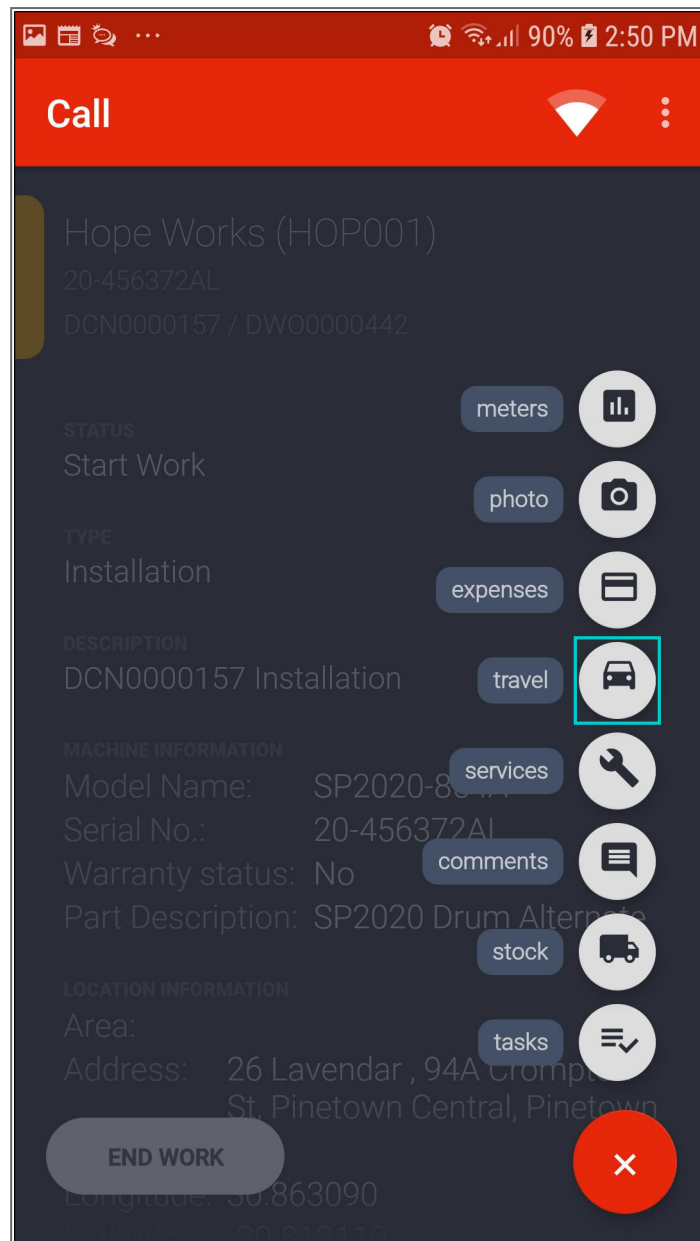 90% 2:50 PM
Call
Hope Works (HOP001)
20-456372AL
DCN0000157 / DWO0000442
meters
STATUS
Start Work
photo
TYPE
Installation
expenses
DESCRIPTION
DCN0000157 Installation
travel
MACHINE INFORMATION
services
Model Name:
Serial No.: 20-456372AL
Warranty status: No
comments
Part Description: SP2020 Drum Alternate
stock
LOCATION INFORMATION
Area:
tasks
Address: 26 Lavendar , 94A
St, Pinetown Central, Pinetown
END WORK
Longitude: 30.863090